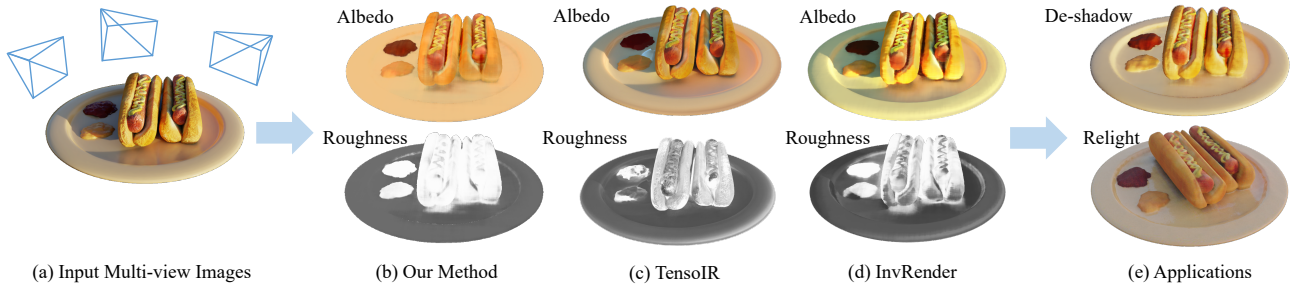 Albedo
Albedo
Albedo
De-shadow
Roughness
Roughness
Roughness
Relight
(a) Input Multi-view Images
(b) Our Method
(c) TensoIR
(d) InvRender
(e) Applications